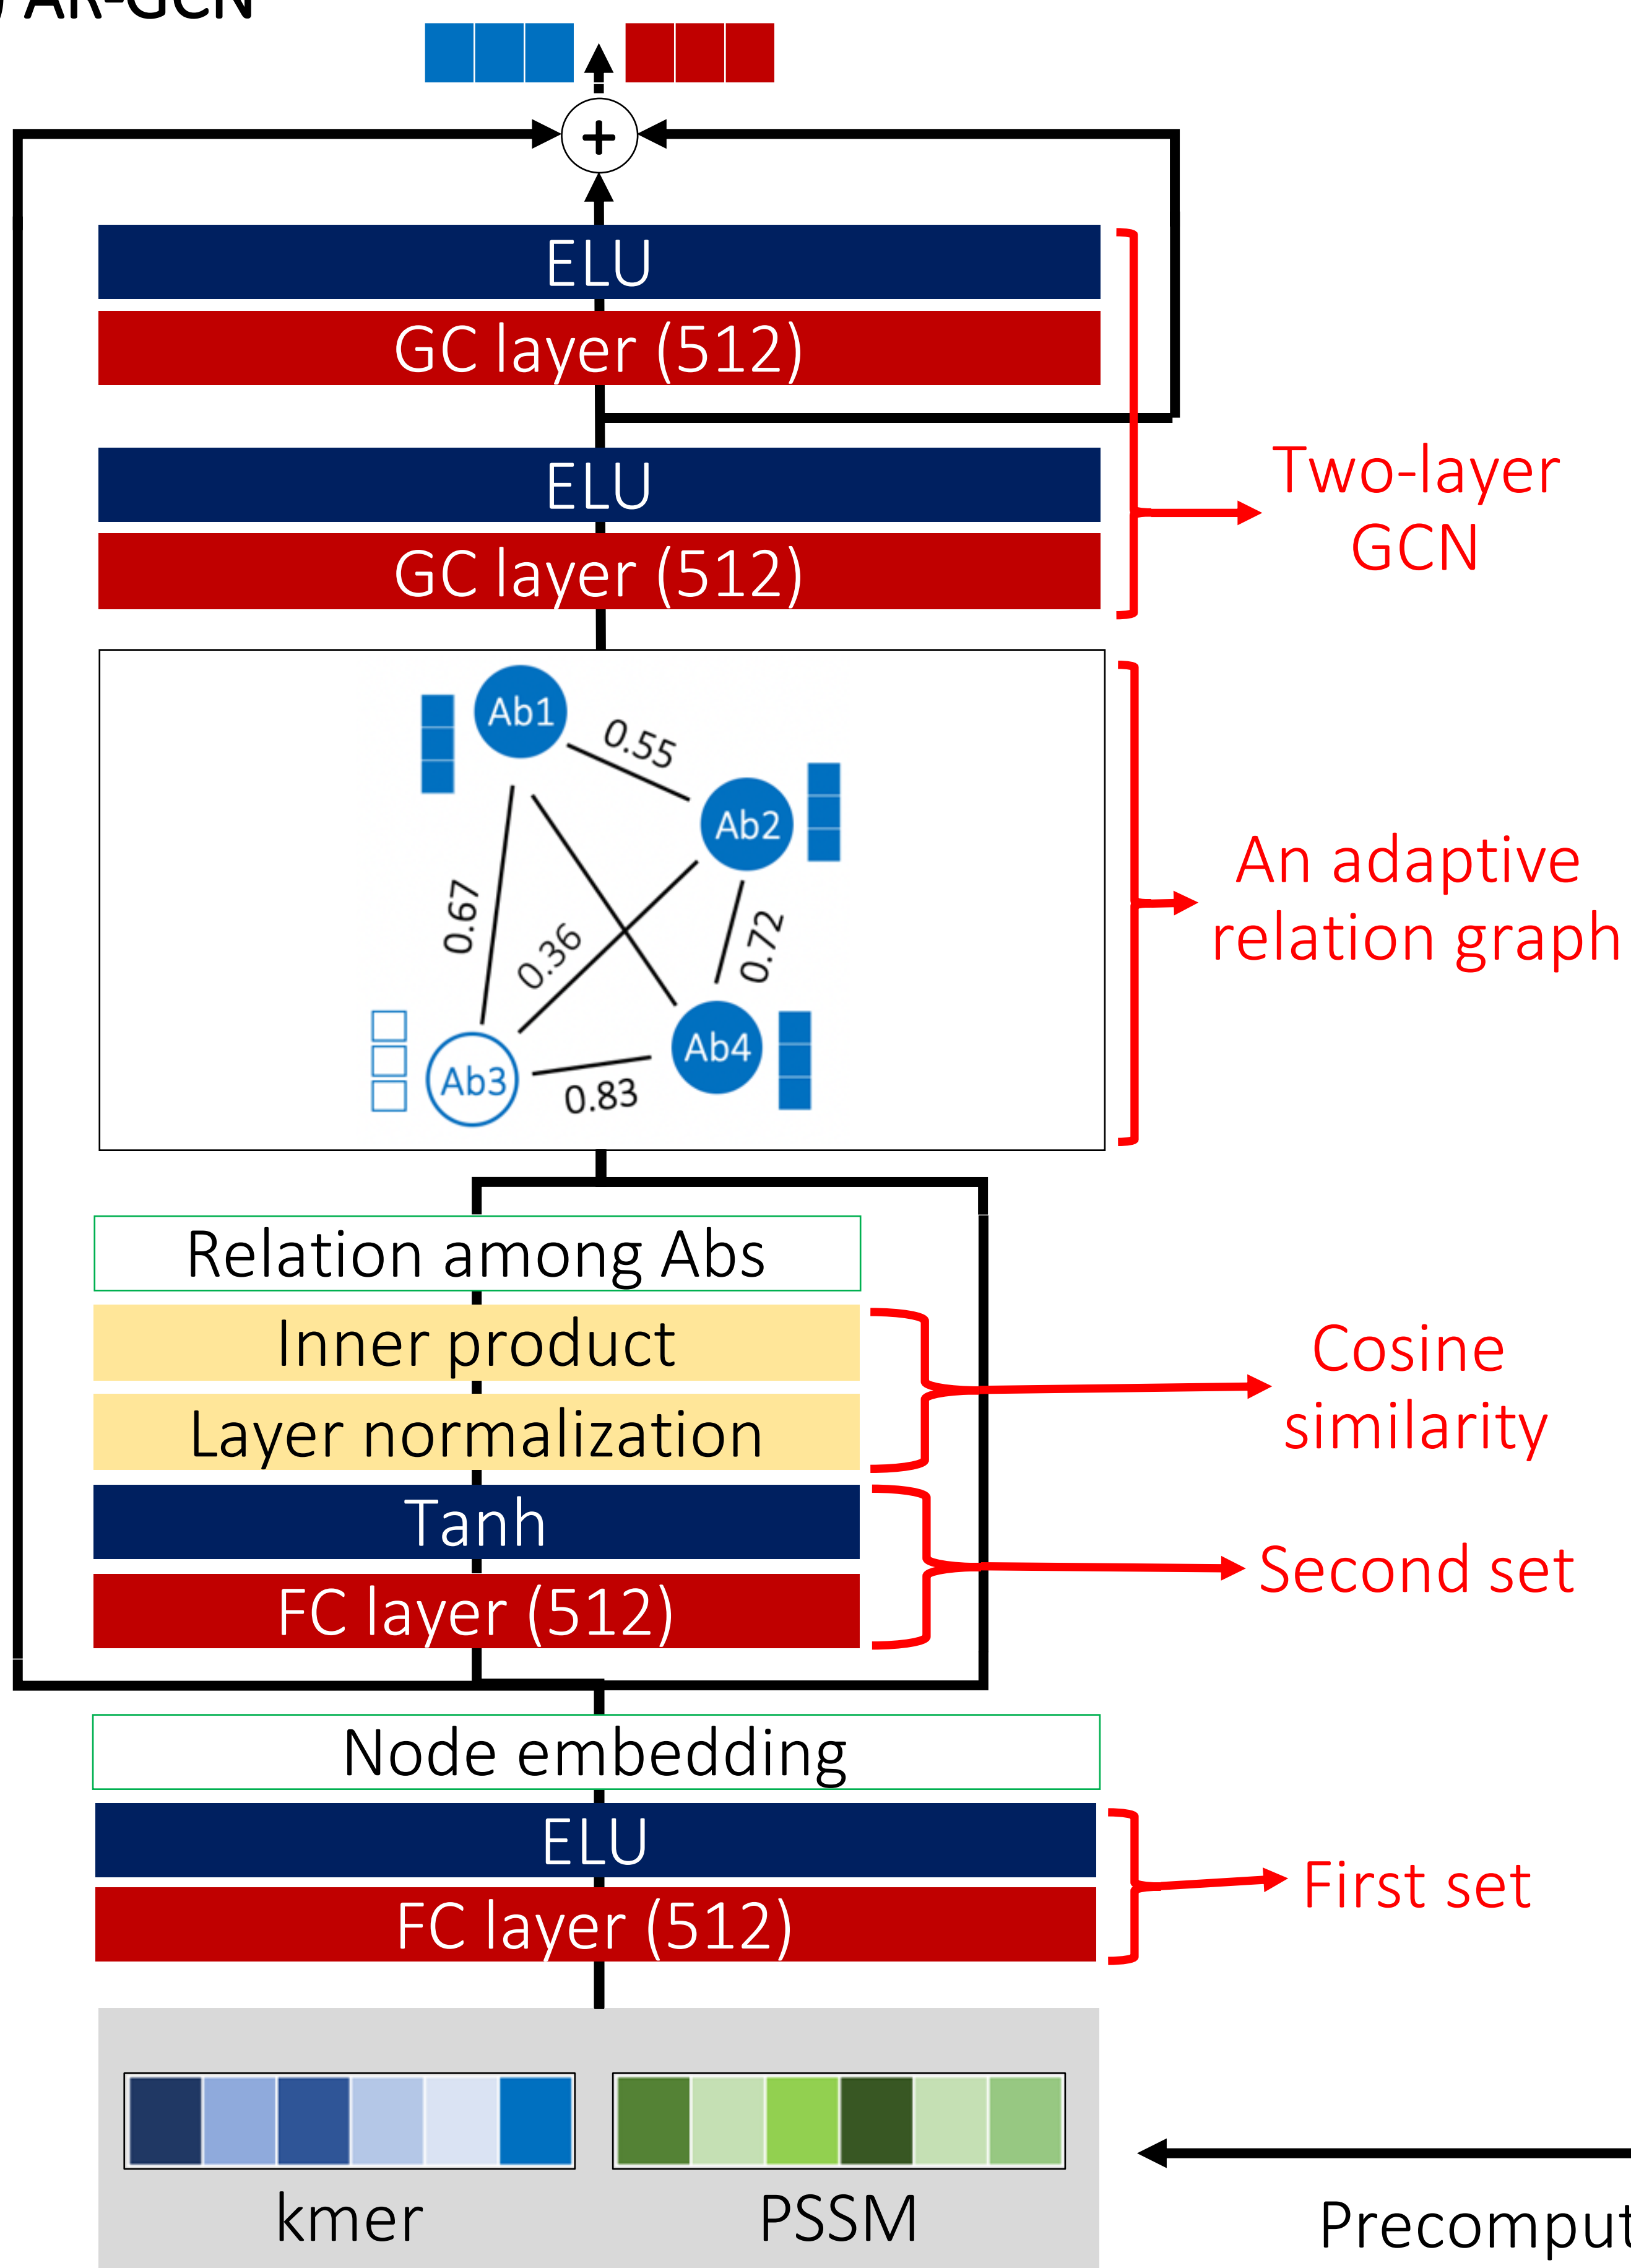 AR-GCN
+
ELU
GC layer (512)
ELU
GC layer (512)
Two-layer
GCN
Ab1
0.55
Ab2
0.67
0.36
0.72
Ab3
Ab4
0.83
An adaptive
relation graph
Relation among Abs
Inner product
Layer normalization
Cosine
similarity
Tanh
FC layer (512)
Second set
Node embedding
ELU
FC layer (512)
First set
kmer
PSSM